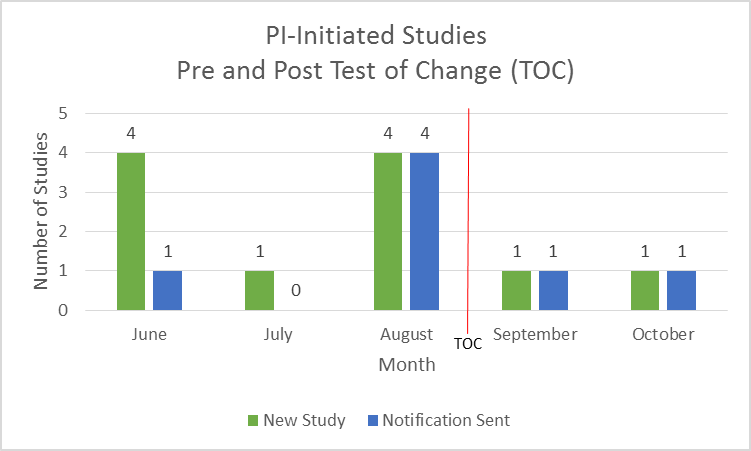 PI-Initiated Studies
Pre and Post Test of Change (TOC)
Number of Studies
5
4
3
2
1
0
4
1
1
0
4
4
1
1
1
1
June
July
August
TOC
September
October
Month
New Study
Notification Sent